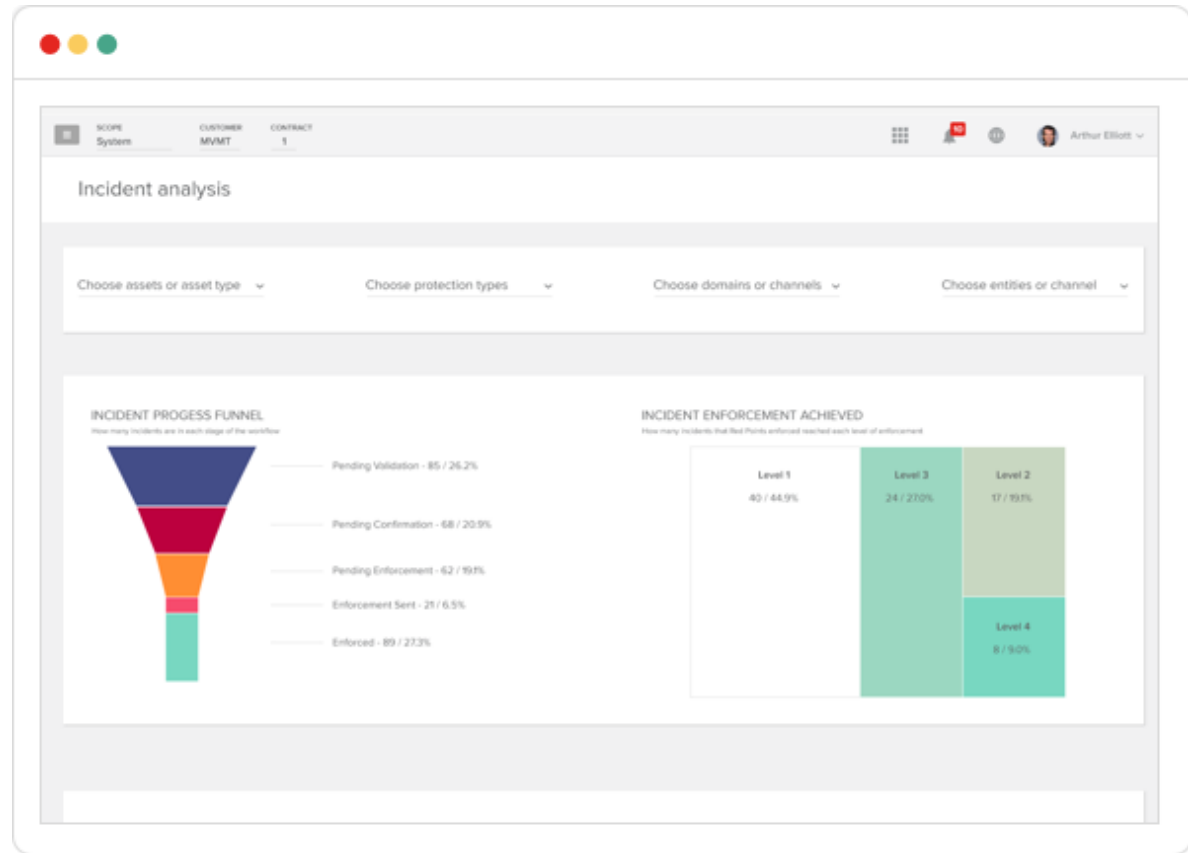 SCOPE CUSTOMER CONTRACT
System MVMT 1
10
Arthur Elliott
Incident analysis
Choose assets or asset type Choose protection types Choose domains or channels Choose entities or channel
INCIDENT PROGESS FUNNEL
How many incidents are in each stage of the workflow
Pending Validation - 85 / 26.2%
Pending Confirmation - 68 / 20.9%
Pending Enforcement - 62 / 19.1%
Enforcement Sent - 21 / 6.5%
Enforced - 89 / 27.3%
INCIDENT ENFORCEMENT ACHIEVED
How many incidents that Red Points enforced reached each level of enforcement
Level 1
40 / 44.9%
Level 3
24 / 27.0%
Level 2
17 / 19.1%
Level 4
8 / 9.0%